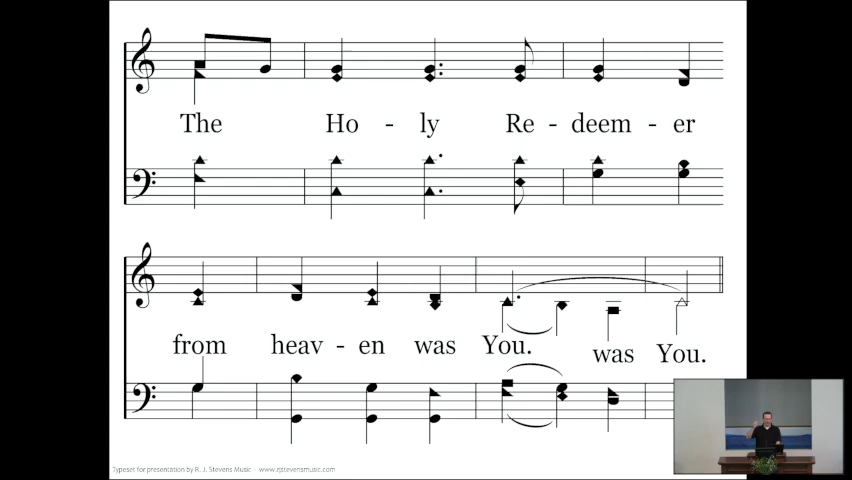 The Ho - ly Re - deem - er
from heav - en was You. was You.
Typeset for presentation by R. J. Stevens Music - www.rjstevensmusic.com